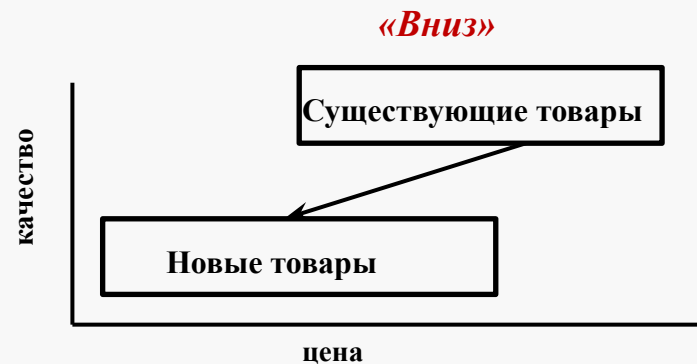 «Вниз»
Существующие товары
качество
Новые товары
цена